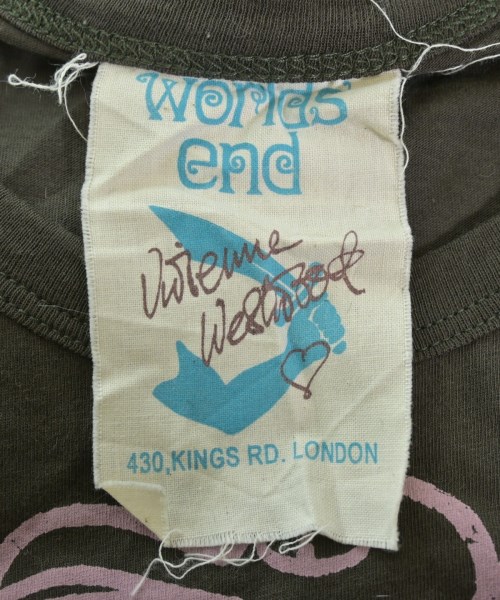 Worlds'
end
Vivienne
Westwood
430,KINGS RD. LONDON